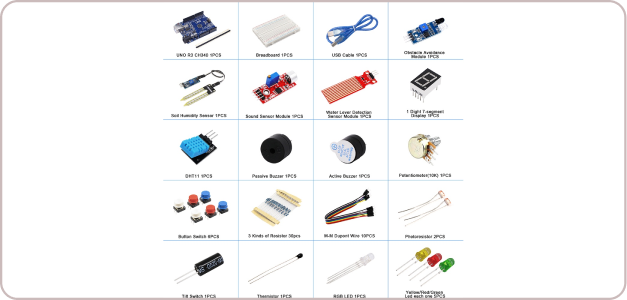 UNO R3 CH340 1PCS
Breadboard 1PCS
USB Cable 1PCS
Obstacle Avoidance
Module 1PCS
Soil Humidity Sensor 1PCS
Sound Sensor Module 1PCS
Water Lever Detection
Sensor Module 1PCS
1 Digit 7-segment
Display 1PCS
DHT11 1PCS
Passive Buzzer 1PCS
Active Buzzer 1PCS
Potentiometer(10K) 1PCS
Button Switch 6PCS
3 Kinds of Resistor 30pcs
M-M Dupont Wire 10PCS
Photoresistor 2PCS
Tilt Switch 1PCS
Thermistor 1PCS
RGB LED 1PCS
Yellow/Red/Green
Led each one 5PCS